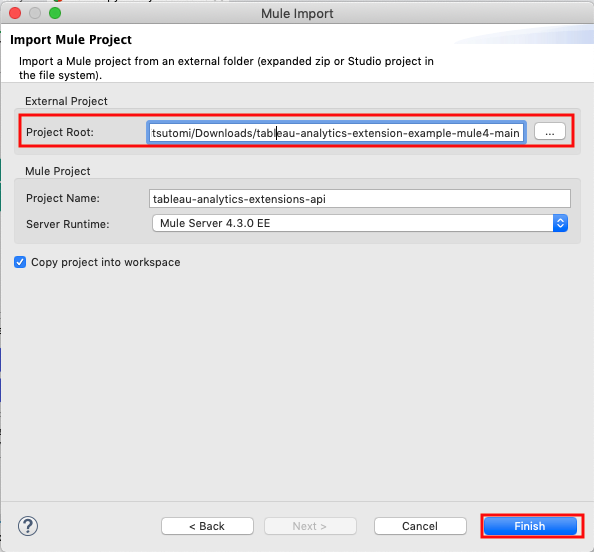 Mule Import
Import Mule Project
Import a Mule project from an external folder (expanded zip or Studio project in
the file system).
External Project
Project Root: tsutomi/Downloads/tableau-analytics-extension-example-mule4-main ...
Mule Project
Project Name: tableau-analytics-extensions-api
Server Runtime: Mule Server 4.3.0 EE
Copy project into workspace
? < Back Next > Cancel Finish